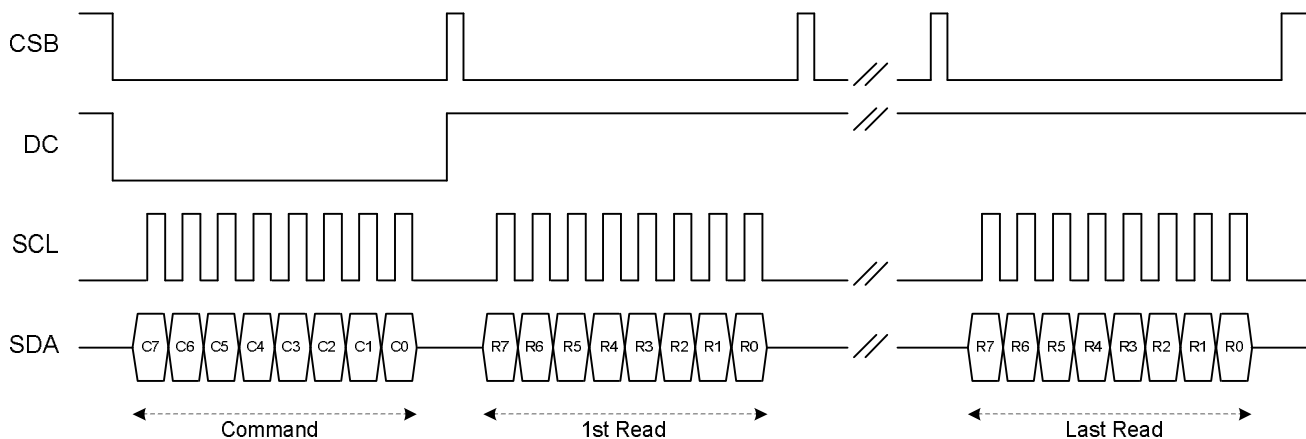 CSB
DC
SCL
SDA
C7 C6 C5 C4 C3 C2 C1 C0 R7 R6 R5 R4 R3 R2 R1 R0 R7 R6 R5 R4 R3 R2 R1 R0
Command 1st Read Last Read